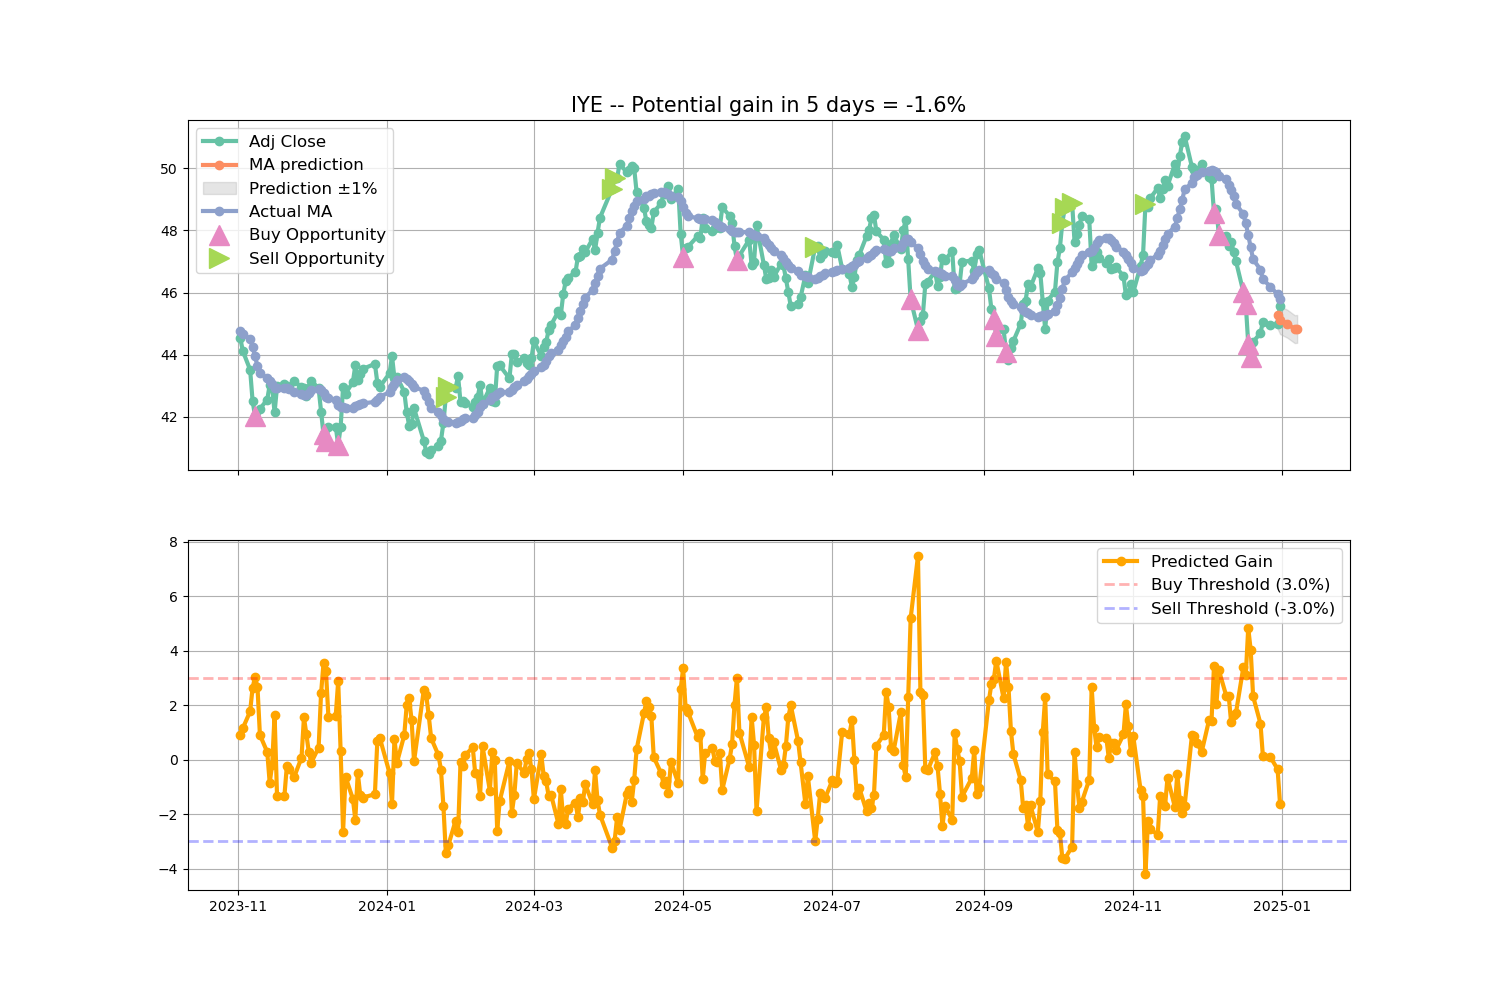 IYE -- Potential gain in 5 days = -1.6%
Adj Close
MA prediction
Prediction ±1%
Actual MA
Buy Opportunity
Sell Opportunity
50
48
46
44
42
8
6
4
2
0
−2
−4
Predicted Gain
Buy Threshold (3.0%)
Sell Threshold (-3.0%)
2023-11 2024-01 2024-03 2024-05 2024-07 2024-09 2024-11 2025-01